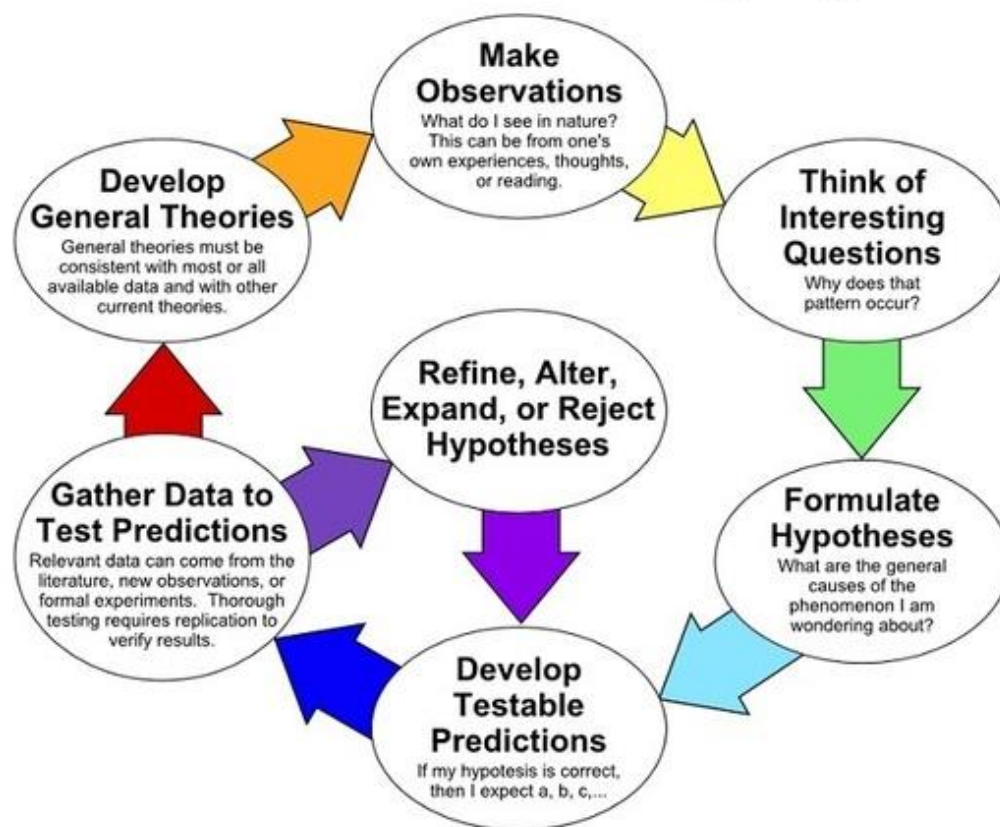 Make
Observations
What do I see in nature?
This can be from one's
own experiences, thoughts,
or reading.
Think of
Interesting
Questions
Why does that
pattern occur?
Formulate
Hypotheses
What are the general
causes of the
phenomenon I am
wondering about?
Develop
Testable
Predictions
If my hypotesis is correct,
then I expect a, b, c,...
Gather Data to
Test Predictions
Relevant data can come from the
literature, new observations, or
formal experiments. Thorough
testing requires replication to
verify results.
Refine, Alter,
Expand, or Reject
Hypotheses
Develop
General Theories
General theories must be
consistent with most or all
available data and with other
current theories.